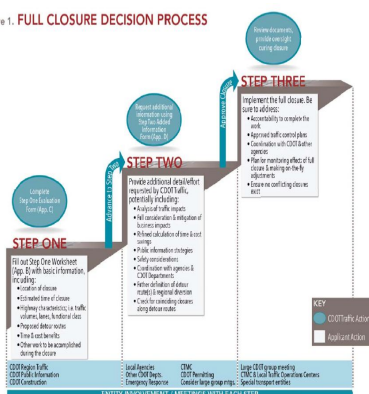 e 1. FULL CLOSURE DECISION PROCESS
Review documents,
provide oversight
during closure
Approve Closure
STEP THREE
Implement the full closure. Be
sure to address:
• Accountability to complete the
work
• Approved traffic control plans
• Coordination with CDOT & other
agencies
• Plan for monitoring effect of full
closure & making on-the-fly
adjustments
• Ensure no conflicting closures
exist
Request additional
information using
Step Two Added
Information
Form (App. D)
Advance to Step Two
STEP TWO
Provide additional detail/effort
requested by CDOT Traffic,
potentially including:
• Analysis of traffic impacts
• Full consideration & mitigation of
business impacts
• Refined calculation of time & cost
savings
• Public information strategies
• Safety considerations
• Coordination with agencies &
CDOT Departments
• Futher definition of detour
route(s) & regional diversion
• Check for coinciding closures
along detour routes
Complete
Step One Evaluation
Form (App. C)
STEP ONE
Fill out Step One Worksheet
(App. B) with basic information,
including:
• Location of closure
• Estimated time of closure
• Highway characteristics, i.e. traffic
volumes, lanes, functional class
• Proposed detour routes
• Time & cost benefits
• Other work to be accomplished
during the closure
KEY
CDOT Traffic Action
Applicant Action
CDOT Region Traffic
CDOT Public Information
CDOT Construction
Local Agencies
Other CDOT Depts.
Emergency Response
CTMC
CDOT Permitting
Consider large group mtgs.
Large CDOT group meeting
CTMC & Local Traffic Operations Centers
Special transport entities
ENTITY INVOLVEMENT / MEETINGS WITH EACH STEP